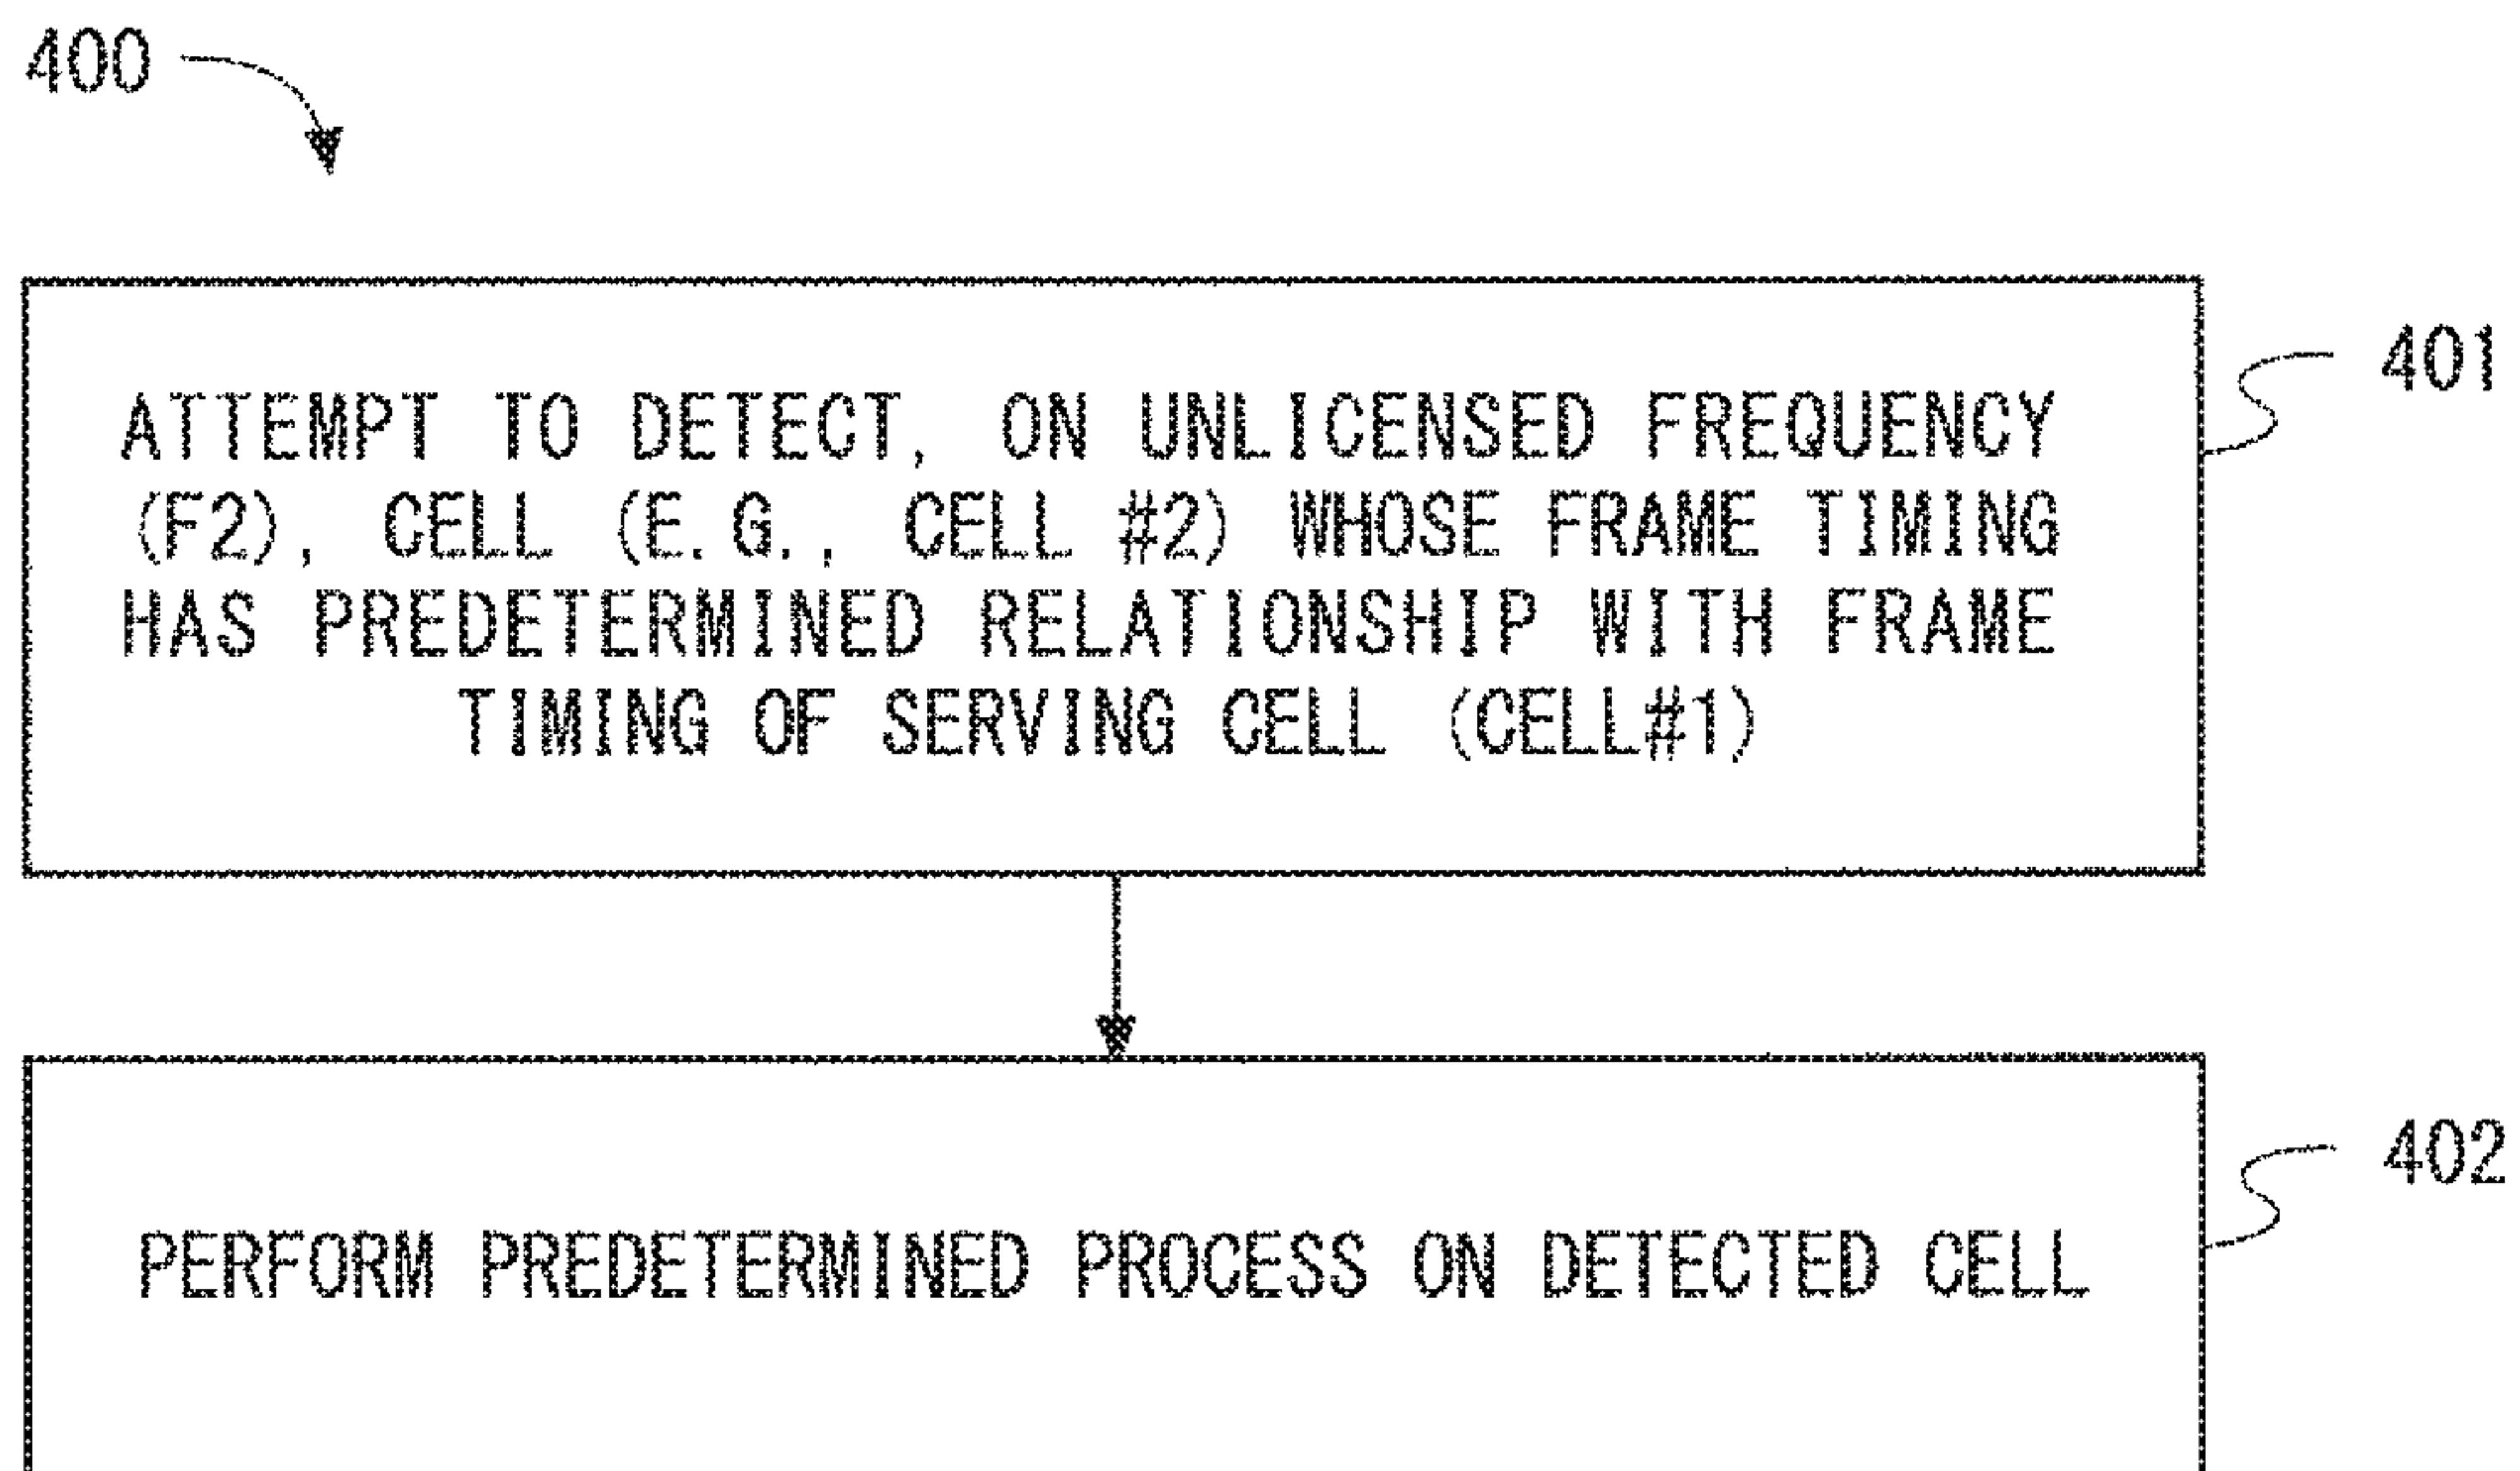 400
401
ATTEMPT TO DETECT, ON UNLICENSED FREQUENCY
(F2), CELL (E.G., CELL #2) WHOSE FRAME TIMING
HAS PREDETERMINED RELATIONSHIP WITH FRAME
TIMING OF SERVING CELL (CELL#1)
402
PERFORM PREDETERMINED PROCESS ON DETECTED CELL